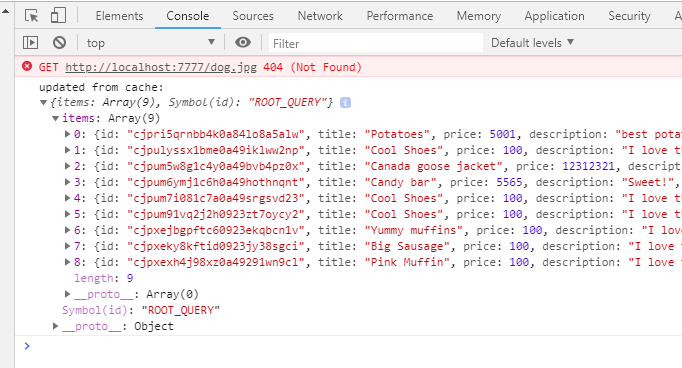 Elements Console Sources Network Performance Memory Application Security
top Filter Default levels
GET http://localhost:7777/dog.jpg 404 (Not Found)
updated from cache:
{items: Array(9), Symbol(id): "ROOT_QUERY"}
items: Array(9)
0: {id: "cjpri5qrnbb4k0a84lo8a5alw", title: "Potatoes", price: 5001, description: "best pota
1: {id: "cjpulyssx1bme0a49iklww2np", title: "Cool Shoes", price: 100, description: "I love th
2: {id: "cjpum5w8g1c4y0a49bvb4pz0x", title: "Canada goose jacket", price: 12312321, descript
3: {id: "cjpum6ymj1c6h0a49hothnqnt", title: "Candy bar", price: 5565, description: "Sweet!",
4: {id: "cjpum7i081c7a0a49srgsvd23", title: "Cool Shoes", price: 100, description: "I love th
5: {id: "cjpum91vq2j2h0923zt7oycy2", title: "Cool Shoes", price: 100, description: "I love th
6: {id: "cjpxejbgpftc60923ekqbcn1v", title: "Yummy muffins", price: 100, description: "I lov
7: {id: "cjpxeky8kftid0923jy38sgci", title: "Big Sausage", price: 100, description: "I love t
8: {id: "cjpxexh4j98xz0a49291wn9cl", title: "Pink Muffin", price: 100, description: "I love t
length: 9
__proto__: Array(0)
Symbol(id): "ROOT_QUERY"
__proto__: Object